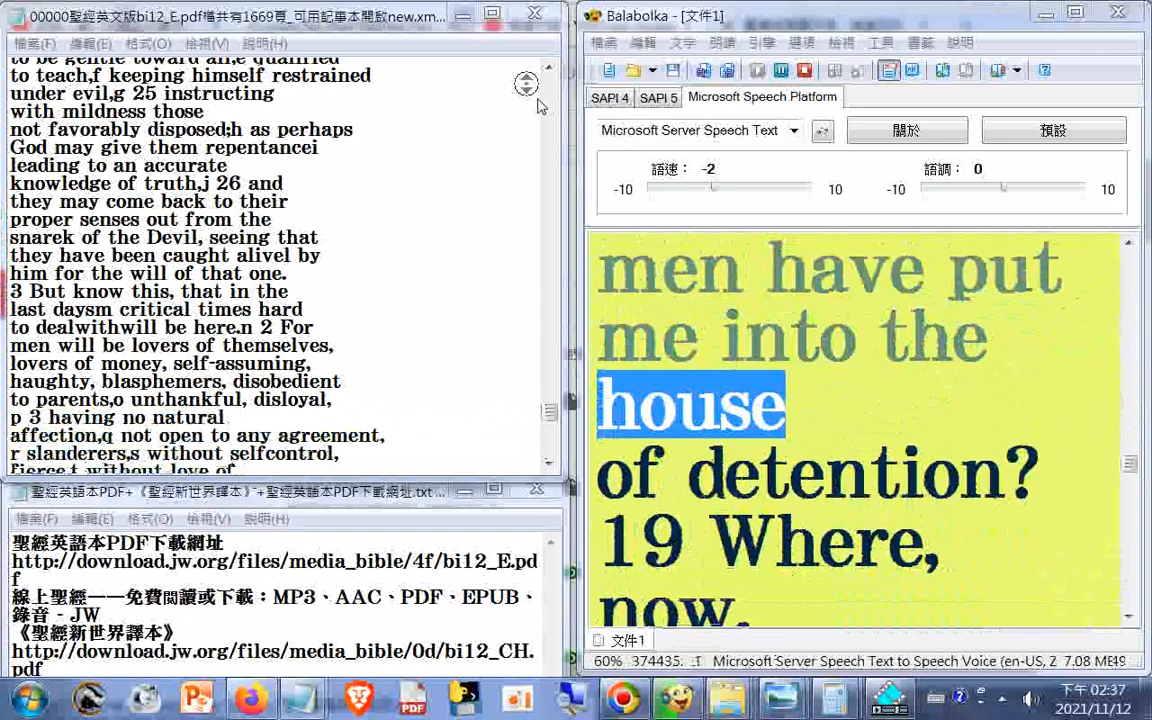 00000聖經英文版bi12_E.pdf檔共有1669頁_可用記事本開啟new.xm...
檔案(F) 編輯(E) 格式(O) 檢視(V) 說明(H)
to be gentle toward all,e qualified
to teach,f keeping himself restrained
under evil,g 25 instructing
with mildness those
not favorably disposed;h as perhaps
God may give them repentancei
leading to an accurate
knowledge of truth,j 26 and
they may come back to their
proper senses out from the
snarek of the Devil, seeing that
they have been caught alivel by
him for the will of that one.
3 But know this, that in the
last daysm critical times hard
to dealwithwill be here.n 2 For
men will be lovers of themselves,
lovers of money, self-assuming,
haughty, blasphemers, disobedient
to parents,o unthankful, disloyal,
p 3 having no natural
affection,q not open to any agreement,
r slanderers,s without selfcontrol,
fierce,t without love of
聖經英語本PDF+《聖經新世界譯本》-+聖經英語本PDF下載網址.txt ...
檔案(F) 編輯(E) 格式(O) 檢視(V) 說明(H)
聖經英語本PDF下載網址
http://download.jw.org/files/media_bible/4f/bi12_E.pd
f
線上聖經——免費閱讀或下載：MP3、AAC、PDF、EPUB、
錄音 - JW
《聖經新世界譯本》
http://download.jw.org/files/media_bible/0d/bi12_CH.
pdf
Balabolka - [文件1]
檔案 編輯 文字 朗讀 引擎 選項 檢視 工具 書籤 說明
SAPI 4 SAPI 5 Microsoft Speech Platform
Microsoft Server Speech Text 關於 預設
語速： -2 語調： 0
-10 10 -10 10
men have put
me into the
house
of detention?
19 Where,
now,
文件1
60% 374435. Microsoft Server Speech Text to Speech Voice (en-US, Z 7.08 ME49
下午 02:37
2021/11/12